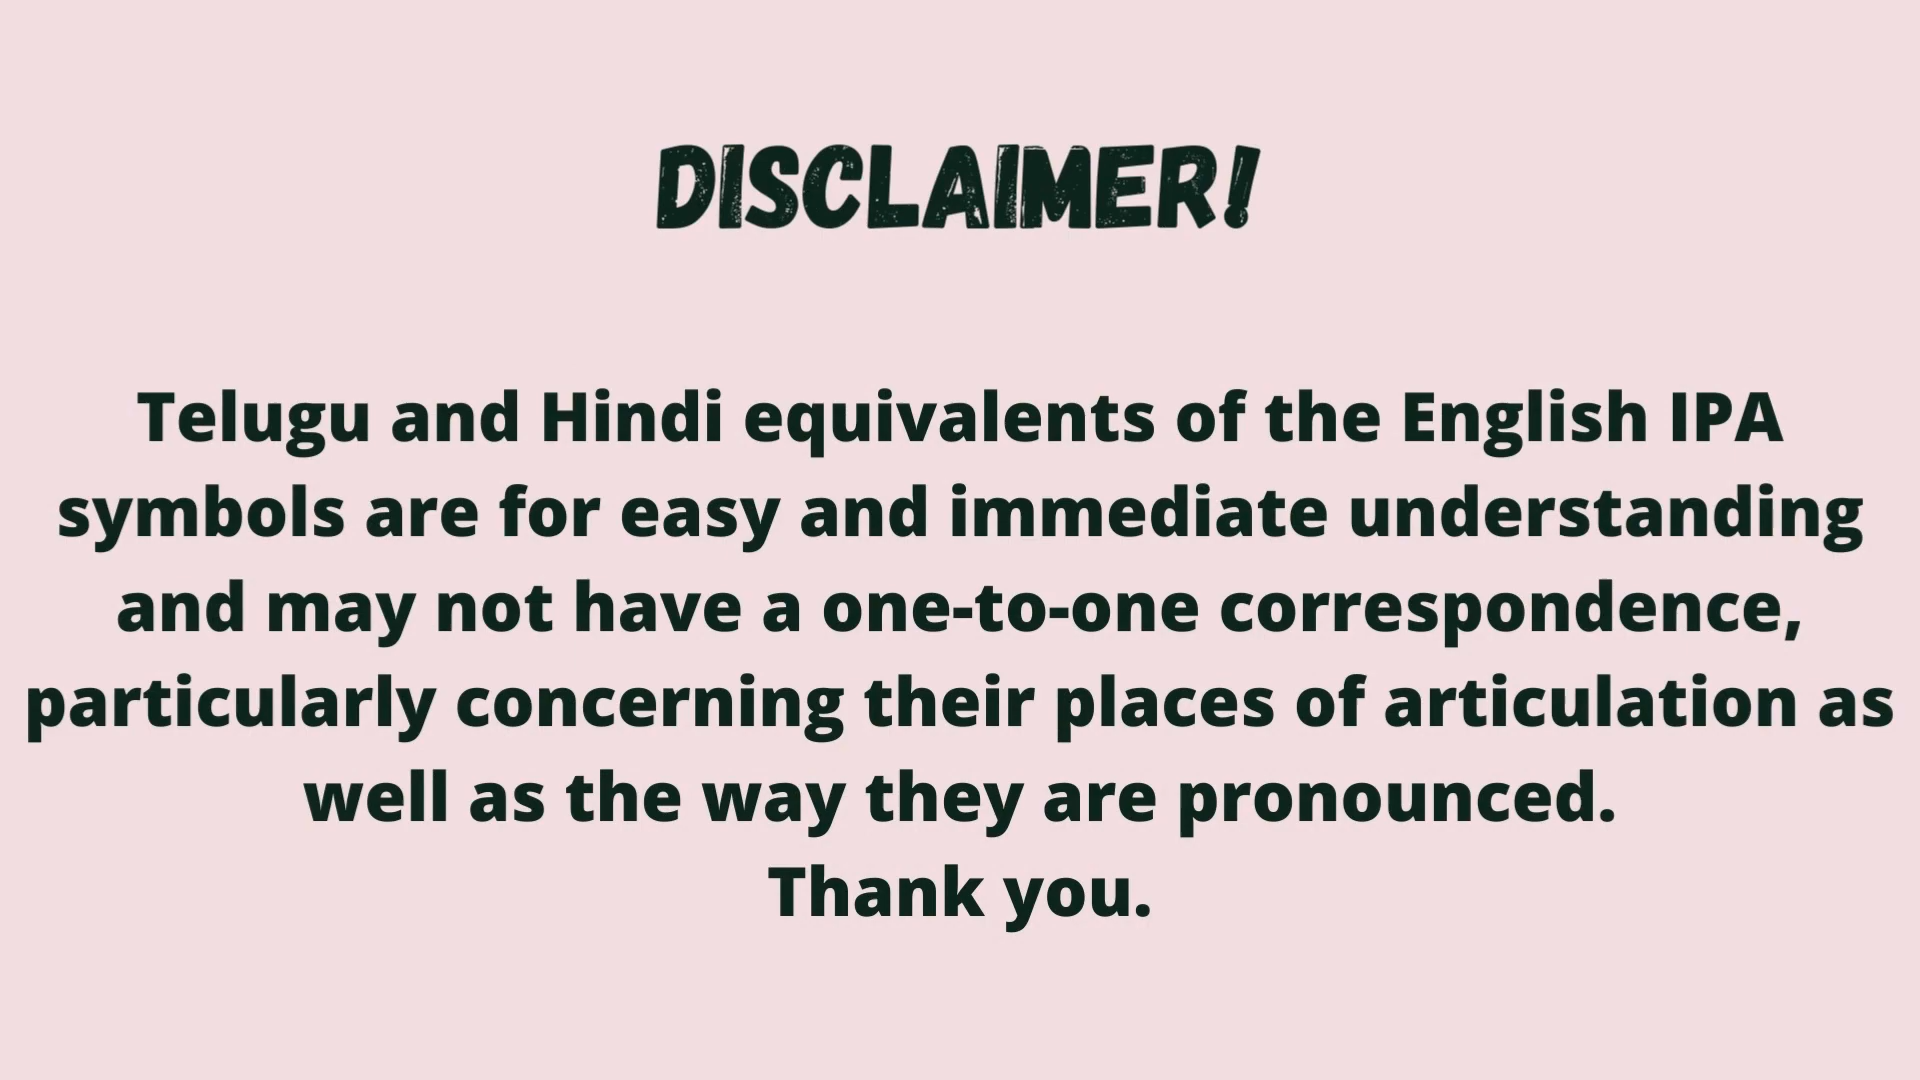 DISCLAIMER!
Telugu and Hindi equivalents of the English IPA
symbols are for easy and immediate understanding
and may not have a one-to-one correspondence,
particularly concerning their places of articulation as
well as the way they are pronounced.
Thank you.